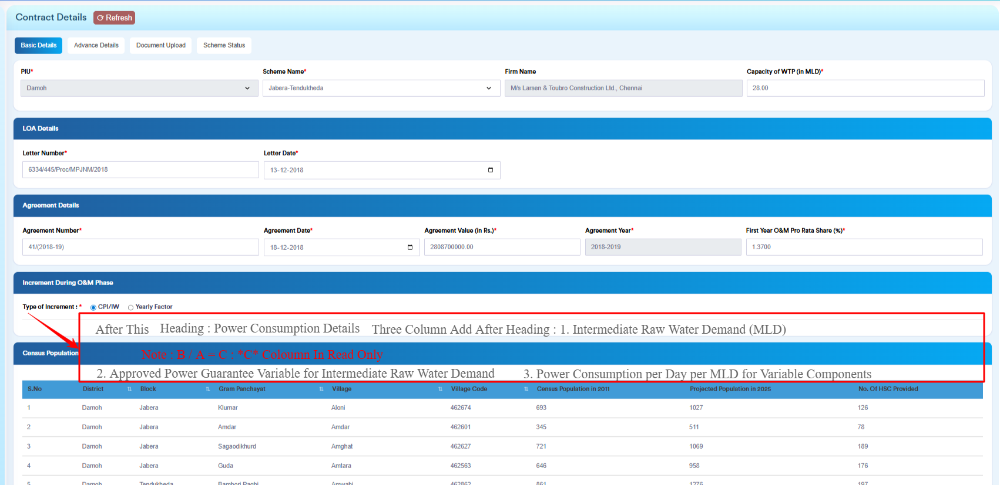 Contract Details Refresh
Basic Details Advance Details Document Upload Scheme Status
PIU* Scheme Name* Firm Name Capacity of WTP (in MLD)*
Damoh Jabera-Tendukheda M/s Larsen & Toubro Construction Ltd., Chennai 28.00
LOA Details
Letter Number* Letter Date*
6334/445/Proc/MPJNM/2018 13-12-2018
Agreement Details
Agreement Number* Agreement Date* Agreement Value (in Rs.)* Agreement Year* First Year O&M Pro Rata Share (%)*
41/(2018-19) 18-12-2018 2808700000.00 2018-2019 1.3700
Increment During O&M Phase
Type of Increment : * CPI/IW Yearly Factor
After This Heading : Power Consumption Details Three Column Add After Heading : 1. Intermediate Raw Water Demand (MLD)
Census Population Note : B / A = C : *C* Coloumn In Read Only
2. Approved Power Guarantee Variable for Intermediate Raw Water Demand 3. Power Consumption per Day per MLD for Variable Components
S.No District Block Gram Panchayat Village Village Code Census Population in 2011 Projected Population in 2025 No. Of HSC Provided
1 Damoh Jabera Klumar Aloni 462674 693 1027 126
2 Damoh Jabera Amdar Amdar 462601 345 511 78
3 Damoh Jabera Sagaodikhurd Amghat 462627 721 1069 189
4 Damoh Jabera Guda Amtara 462563 646 958 176
5 Damoh Tendukheda Bamhori Amwahi 462862 861 1276 197